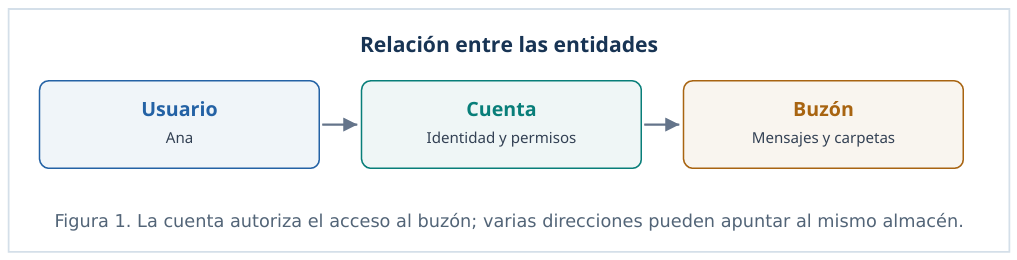 Relación entre las entidades
Usuario
Ana
Cuenta
Identidad y permisos
Buzón
Mensajes y carpetas
Figura 1. La cuenta autoriza el acceso al buzón; varias direcciones pueden apuntar al mismo almacén.